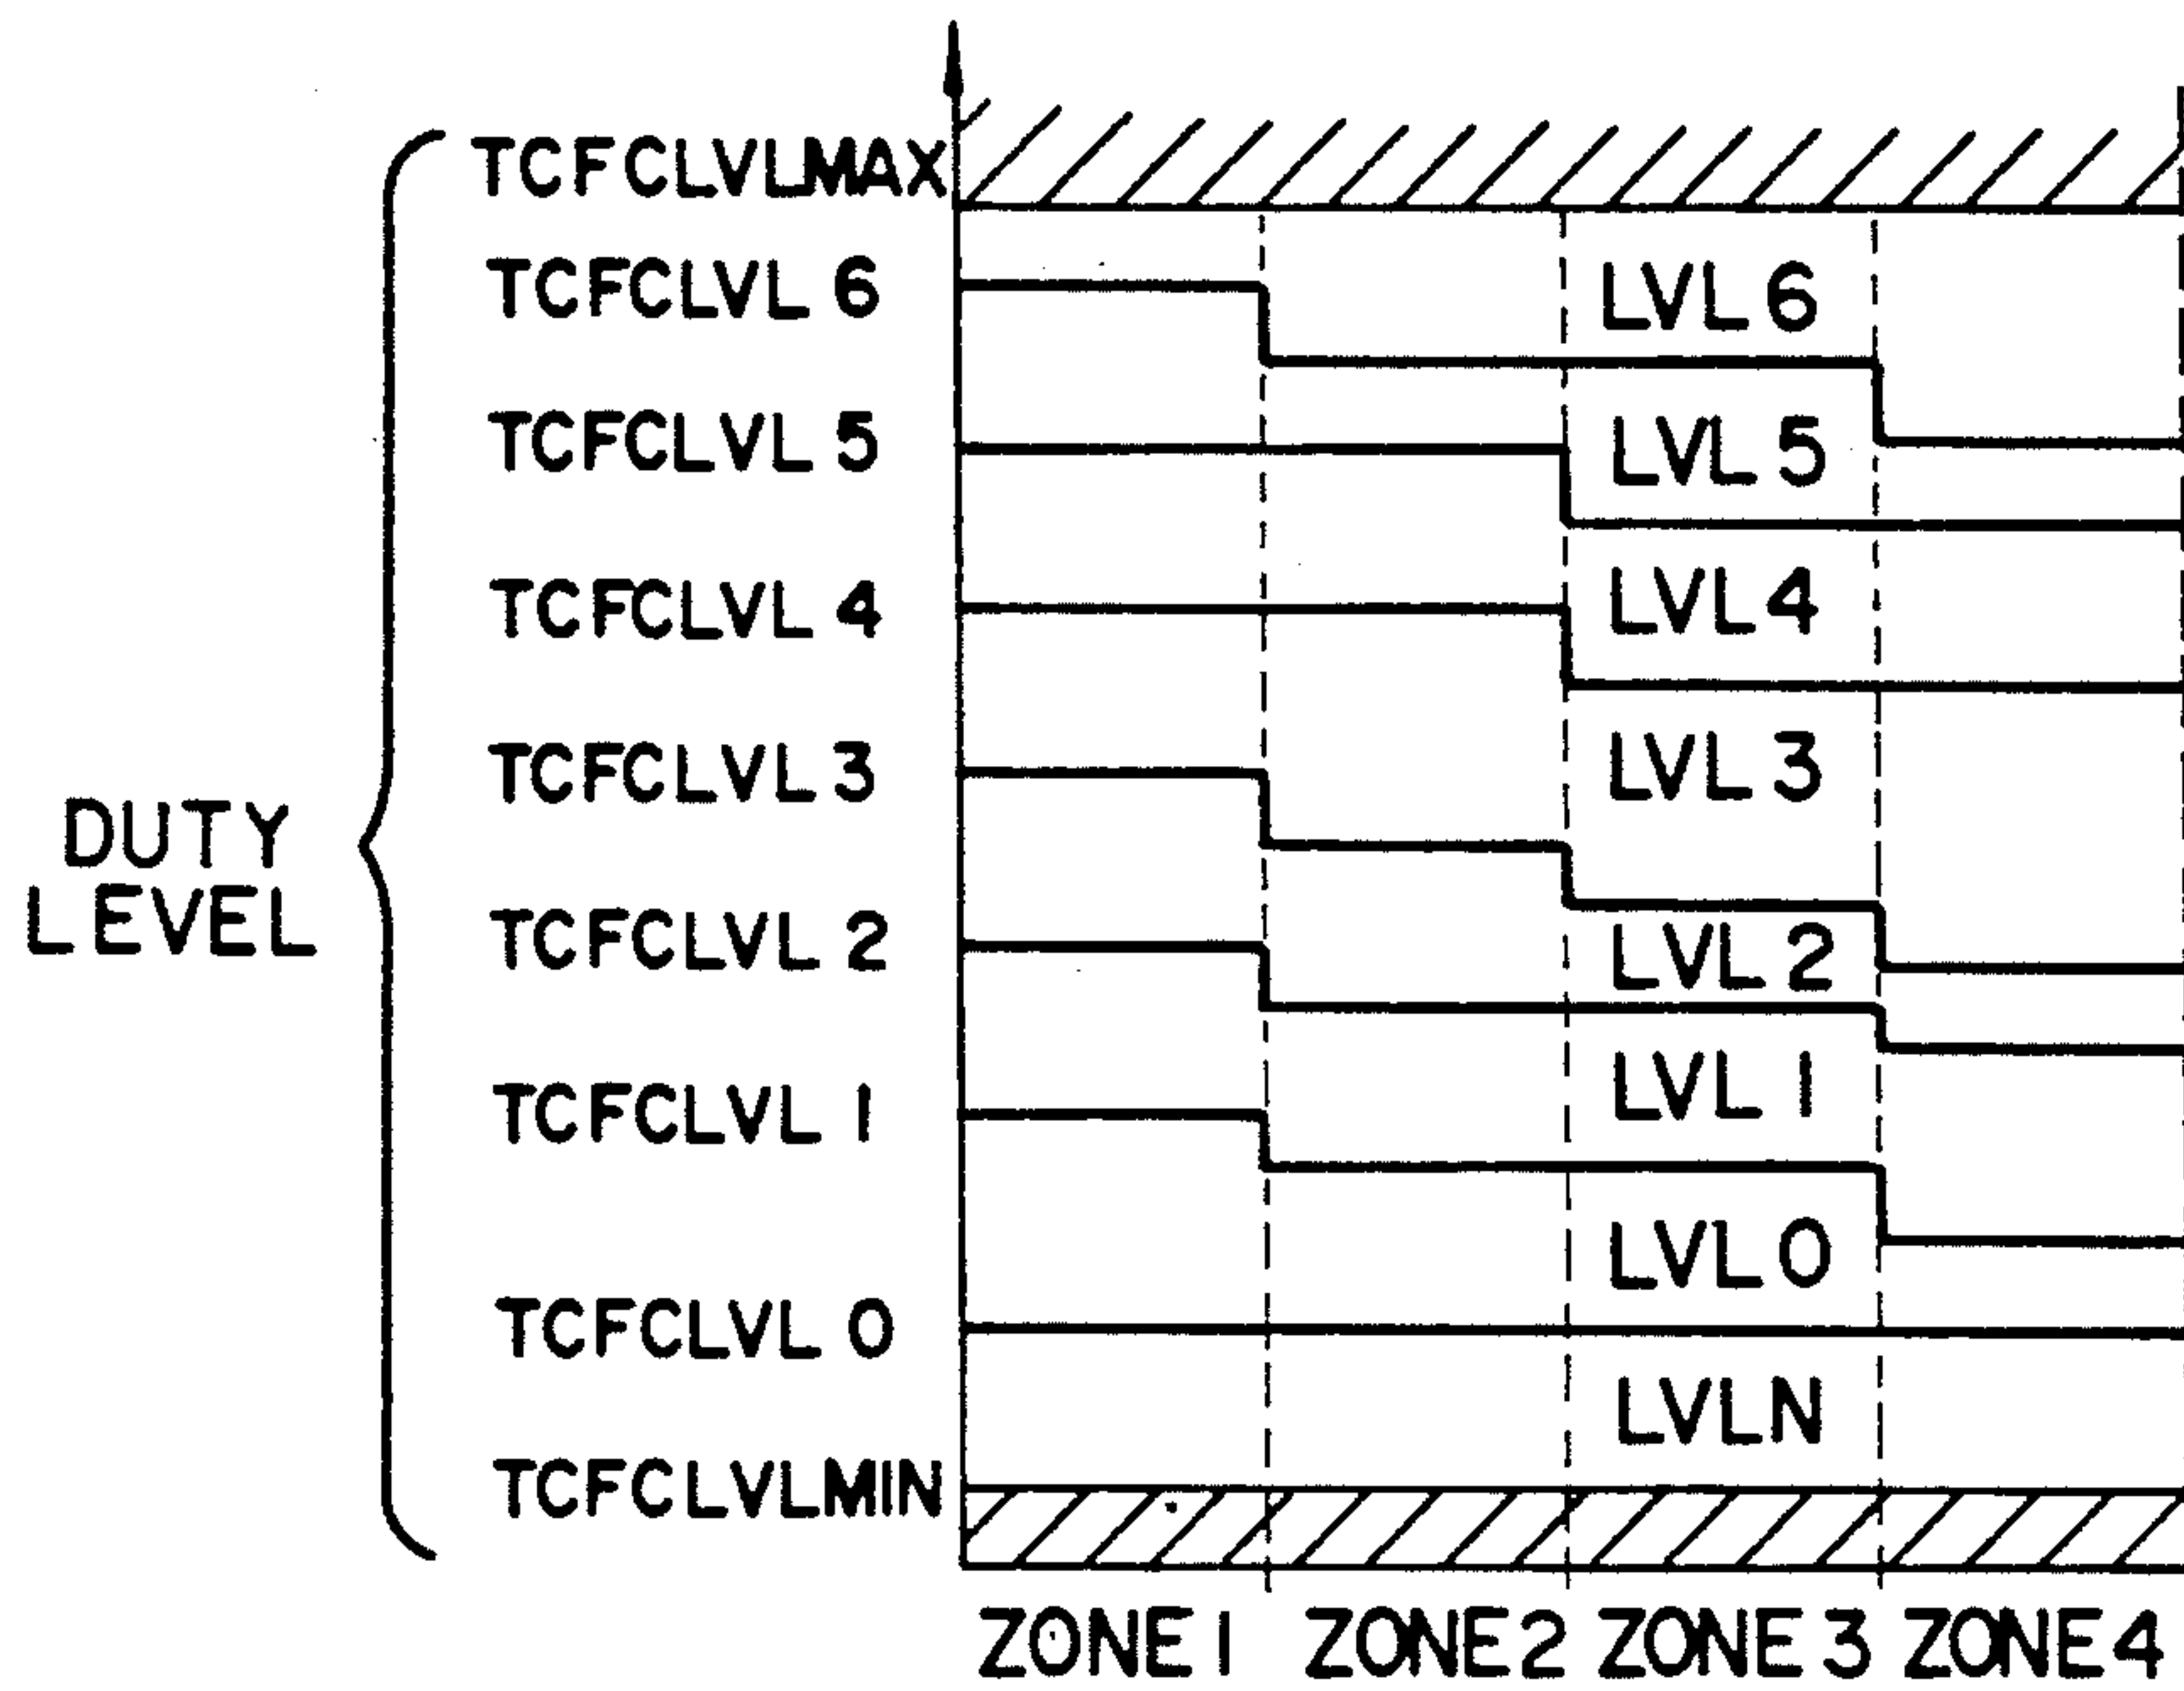 TCFCLVLMAX
TCFCLVL 6
LVL 6
TCFCLVL 5
LVL 5
TCFCLVL 4
LVL 4
TCFCLVL 3
LVL 3
DUTY
LEVEL
TCFCLVL 2
LVL 2
TCFCLVL 1
LVL 1
LVL 0
TCFCLVL 0
LVLN
TCFCLVLMIN
ZONE 1 ZONE 2 ZONE 3 ZONE 4